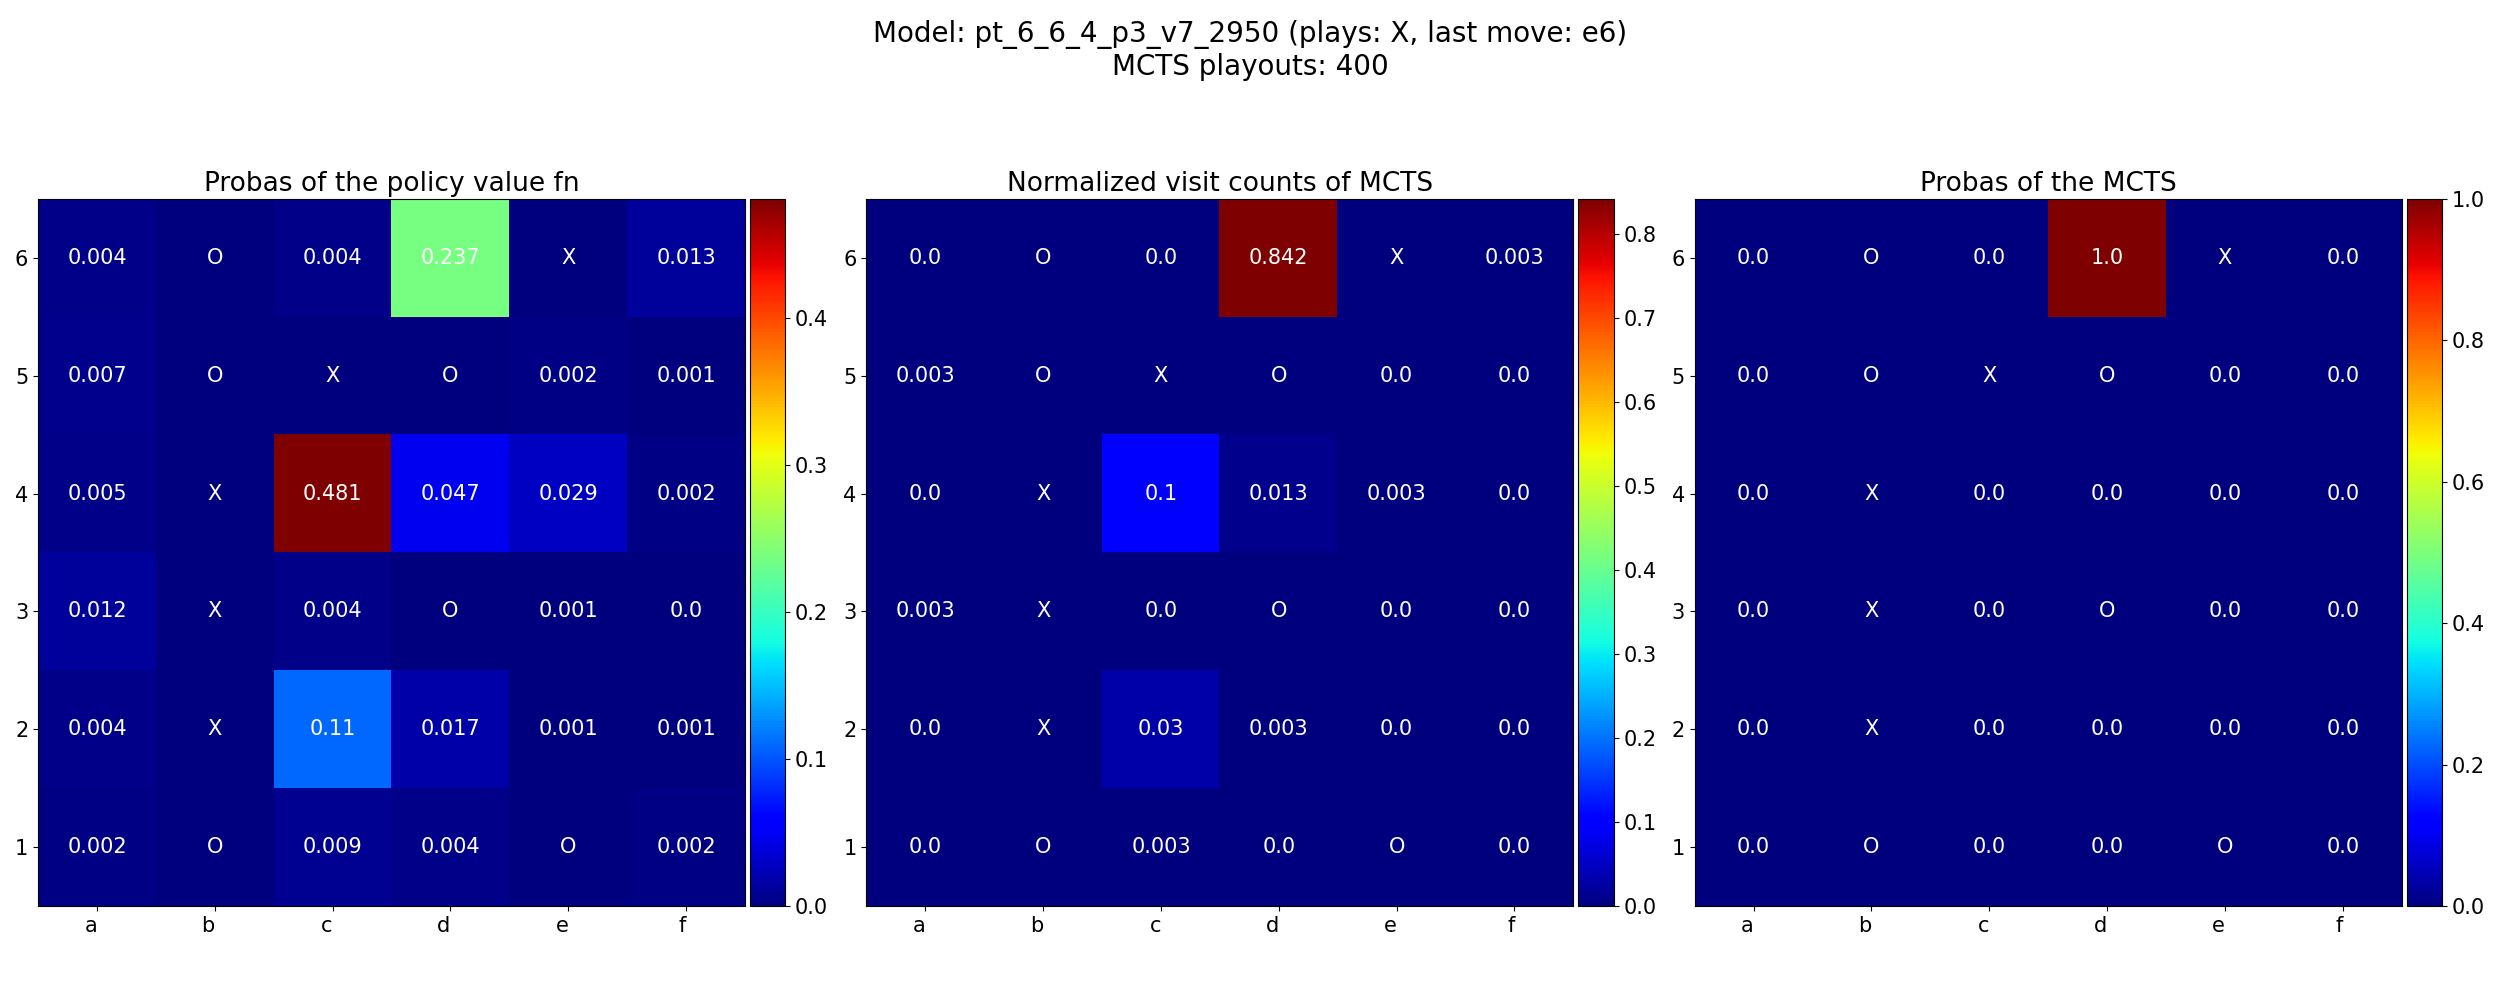 Model: pt_6_6_4_p3_v7_2950 (plays: X, last move: e6)
MCTS playouts: 400
Probas of the policy value fn
6 0.004 O 0.004 0.237 X 0.013
5 0.007 O X O 0.002 0.001
4 0.005 X 0.481 0.047 0.029 0.002
3 0.012 X 0.004 O 0.001 0.0
2 0.004 X 0.11 0.017 0.001 0.001
1 0.002 O 0.009 0.004 O 0.002
a b c d e f
0.4
0.3
0.2
0.1
0.0
Normalized visit counts of MCTS
6 0.0 O 0.0 0.842 X 0.003
5 0.003 O X O 0.0 0.0
4 0.0 X 0.1 0.013 0.003 0.0
3 0.003 X 0.0 O 0.0 0.0
2 0.0 X 0.03 0.003 0.0 0.0
1 0.0 O 0.003 0.0 O 0.0
a b c d e f
0.8
0.7
0.6
0.5
0.4
0.3
0.2
0.1
0.0
Probas of the MCTS
6 0.0 O 0.0 1.0 X 0.0
5 0.0 O X O 0.0 0.0
4 0.0 X 0.0 0.0 0.0 0.0
3 0.0 X 0.0 O 0.0 0.0
2 0.0 X 0.0 0.0 0.0 0.0
1 0.0 O 0.0 0.0 O 0.0
a b c d e f
1.0
0.8
0.6
0.4
0.2
0.0